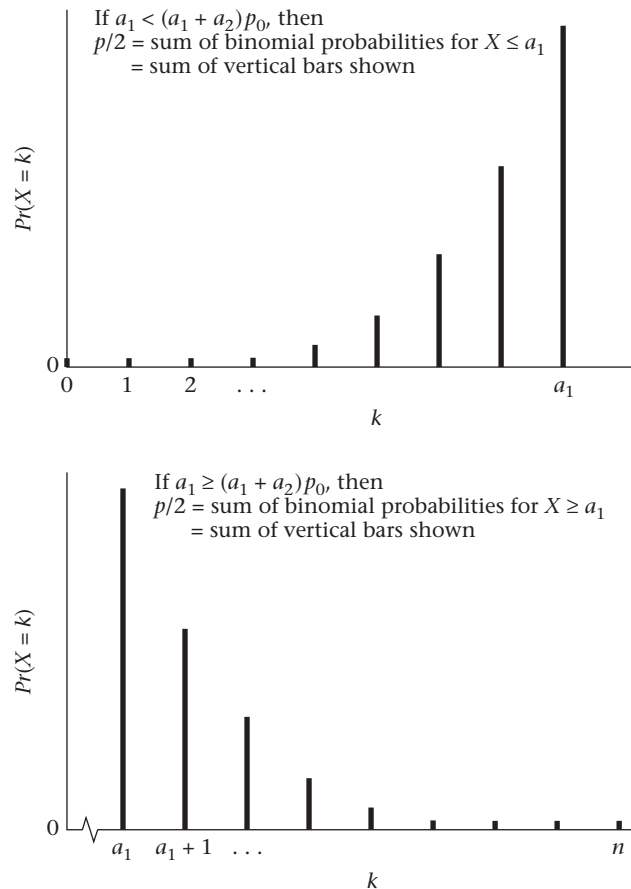 If a₁ < (a₁ + a₂)p₀, then
p/2 = sum of binomial probabilities for X ≤ a₁
= sum of vertical bars shown
Pr(X = k)
0
0 1 2 . . . a₁
k
If a₁ ≥ (a₁ + a₂)p₀, then
p/2 = sum of binomial probabilities for X ≥ a₁
= sum of vertical bars shown
Pr(X = k)
0
a₁ a₁ + 1 . . . n
k